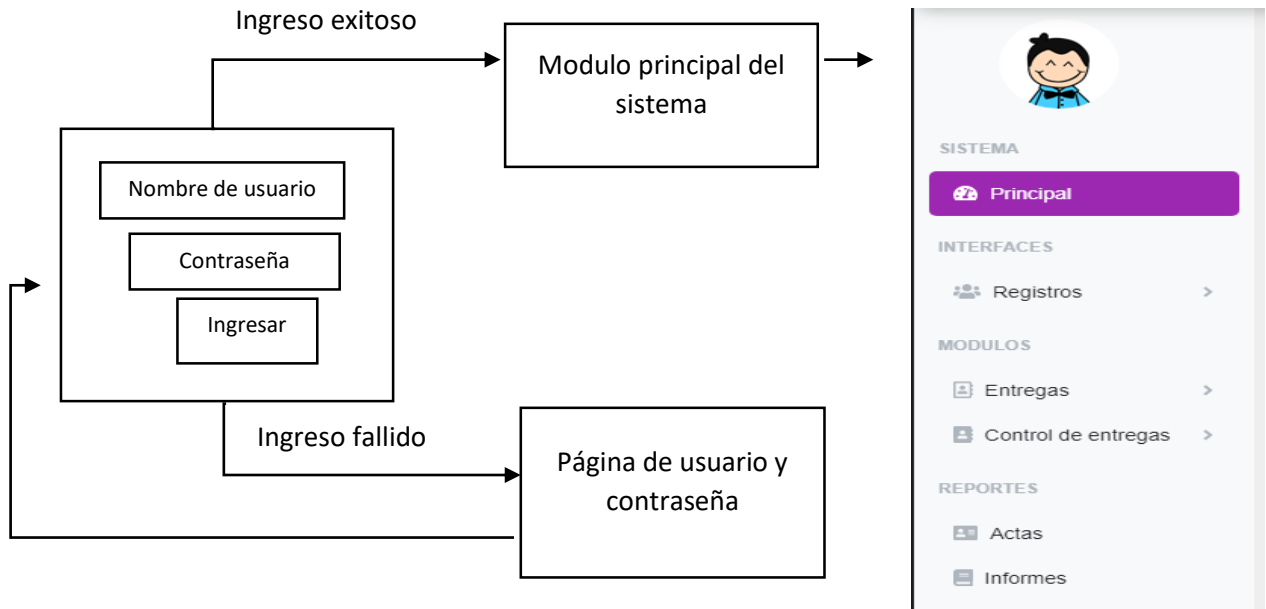 Ingreso exitoso
Modulo principal del
sistema
Nombre de usuario
Contraseña
Ingresar
Ingreso fallido
Página de usuario y
contraseña
SISTEMA
Principal
INTERFACES
Registros
MODULOS
Entregas
Control de entregas
REPORTES
Actas
Informes